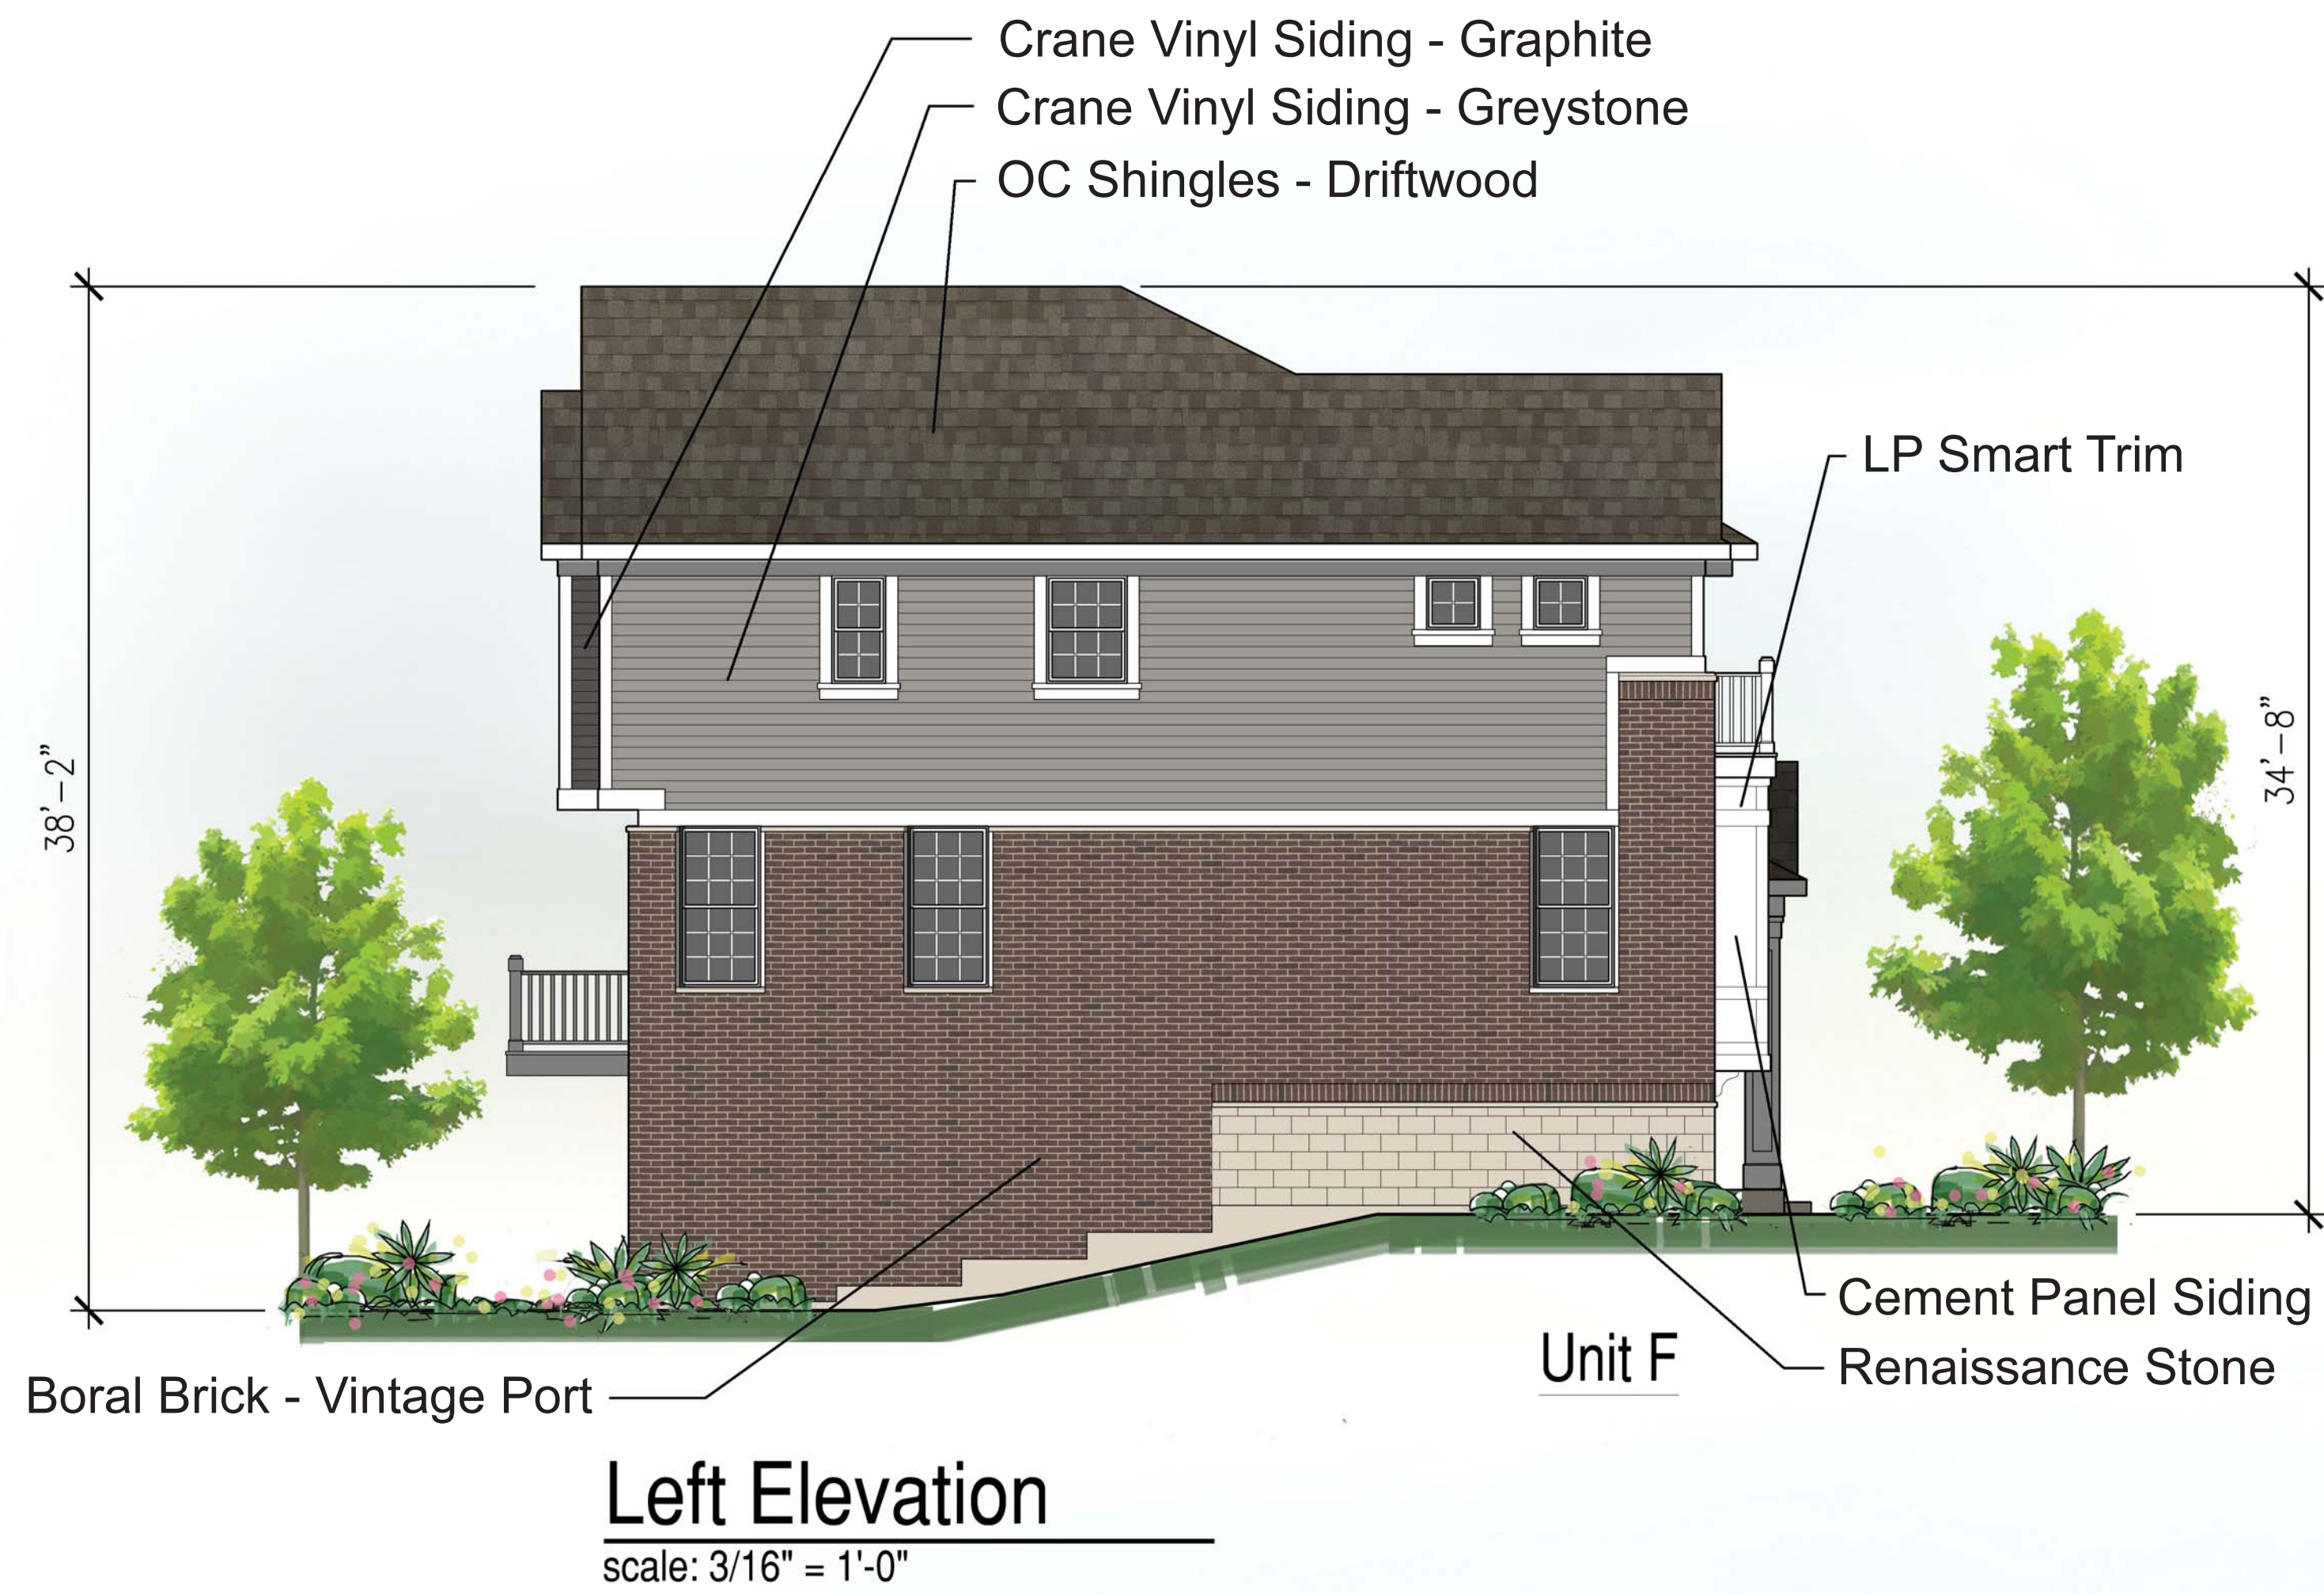 Crane Vinyl Siding - Graphite
Crane Vinyl Siding - Greystone
OC Shingles - Driftwood
LP Smart Trim
38’–2”
34’–8”
Cement Panel Siding
Unit F
Renaissance Stone
Boral Brick - Vintage Port
Left Elevation
scale: 3/16" = 1'-0"